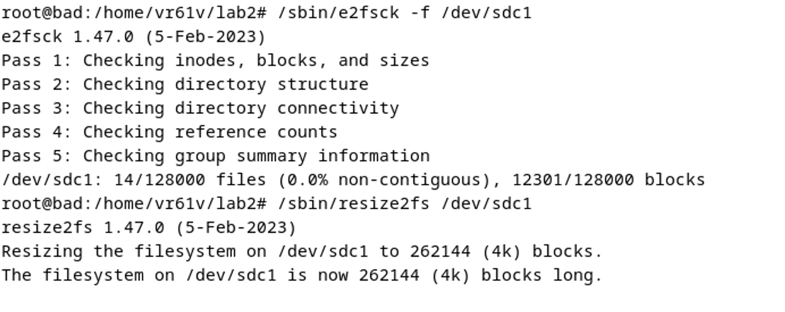 root@bad:/home/vr61v/lab2# /sbin/e2fsck -f /dev/sdc1
e2fsck 1.47.0 (5-Feb-2023)
Pass 1: Checking inodes, blocks, and sizes
Pass 2: Checking directory structure
Pass 3: Checking directory connectivity
Pass 4: Checking reference counts
Pass 5: Checking group summary information
/dev/sdc1: 14/128000 files (0.0% non-contiguous), 12301/128000 blocks
root@bad:/home/vr61v/lab2# /sbin/resize2fs /dev/sdc1
resize2fs 1.47.0 (5-Feb-2023)
Resizing the filesystem on /dev/sdc1 to 262144 (4k) blocks.
The filesystem on /dev/sdc1 is now 262144 (4k) blocks long.